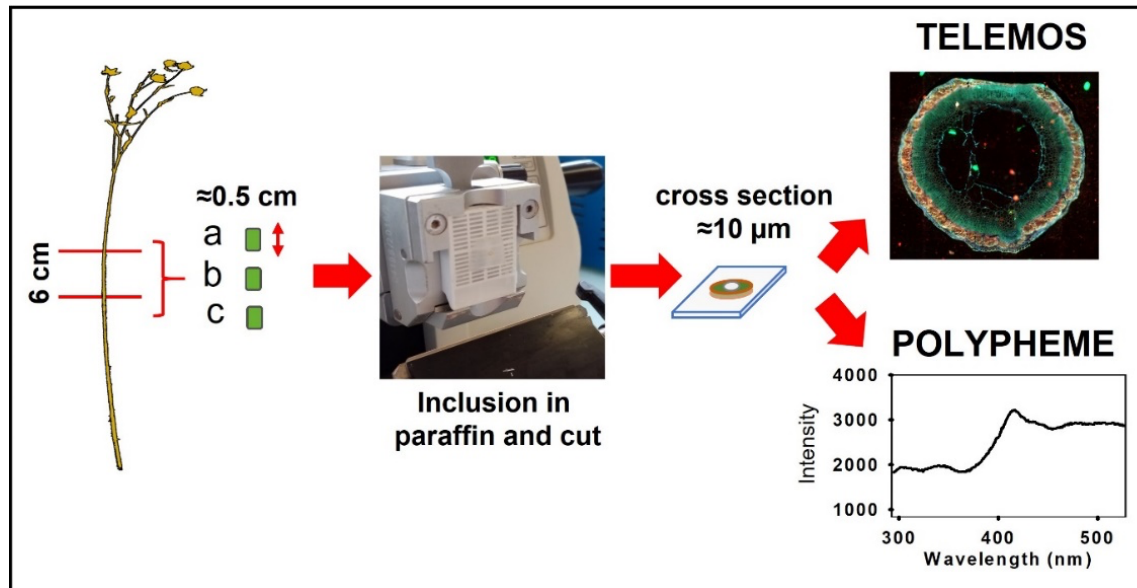 6 cm
≈0.5 cm
a
b
c
Inclusion in
paraffin and cut
cross section
≈10 µm
TELEMOS
POLYPHEME
4000
3000
2000
1000
Intensity
300
400
500
Wavelength (nm)